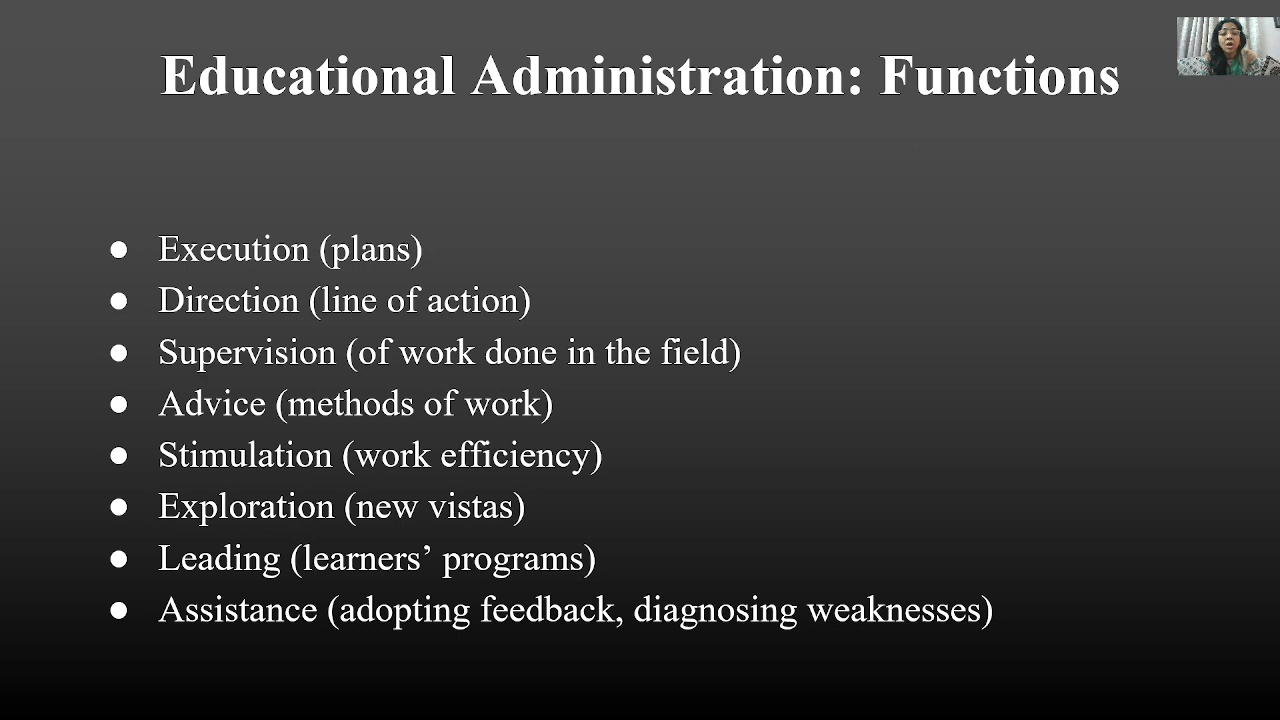 Educational Administration: Functions
● Execution (plans)
● Direction (line of action)
● Supervision (of work done in the field)
● Advice (methods of work)
● Stimulation (work efficiency)
● Exploration (new vistas)
● Leading (learners’ programs)
● Assistance (adopting feedback, diagnosing weaknesses)